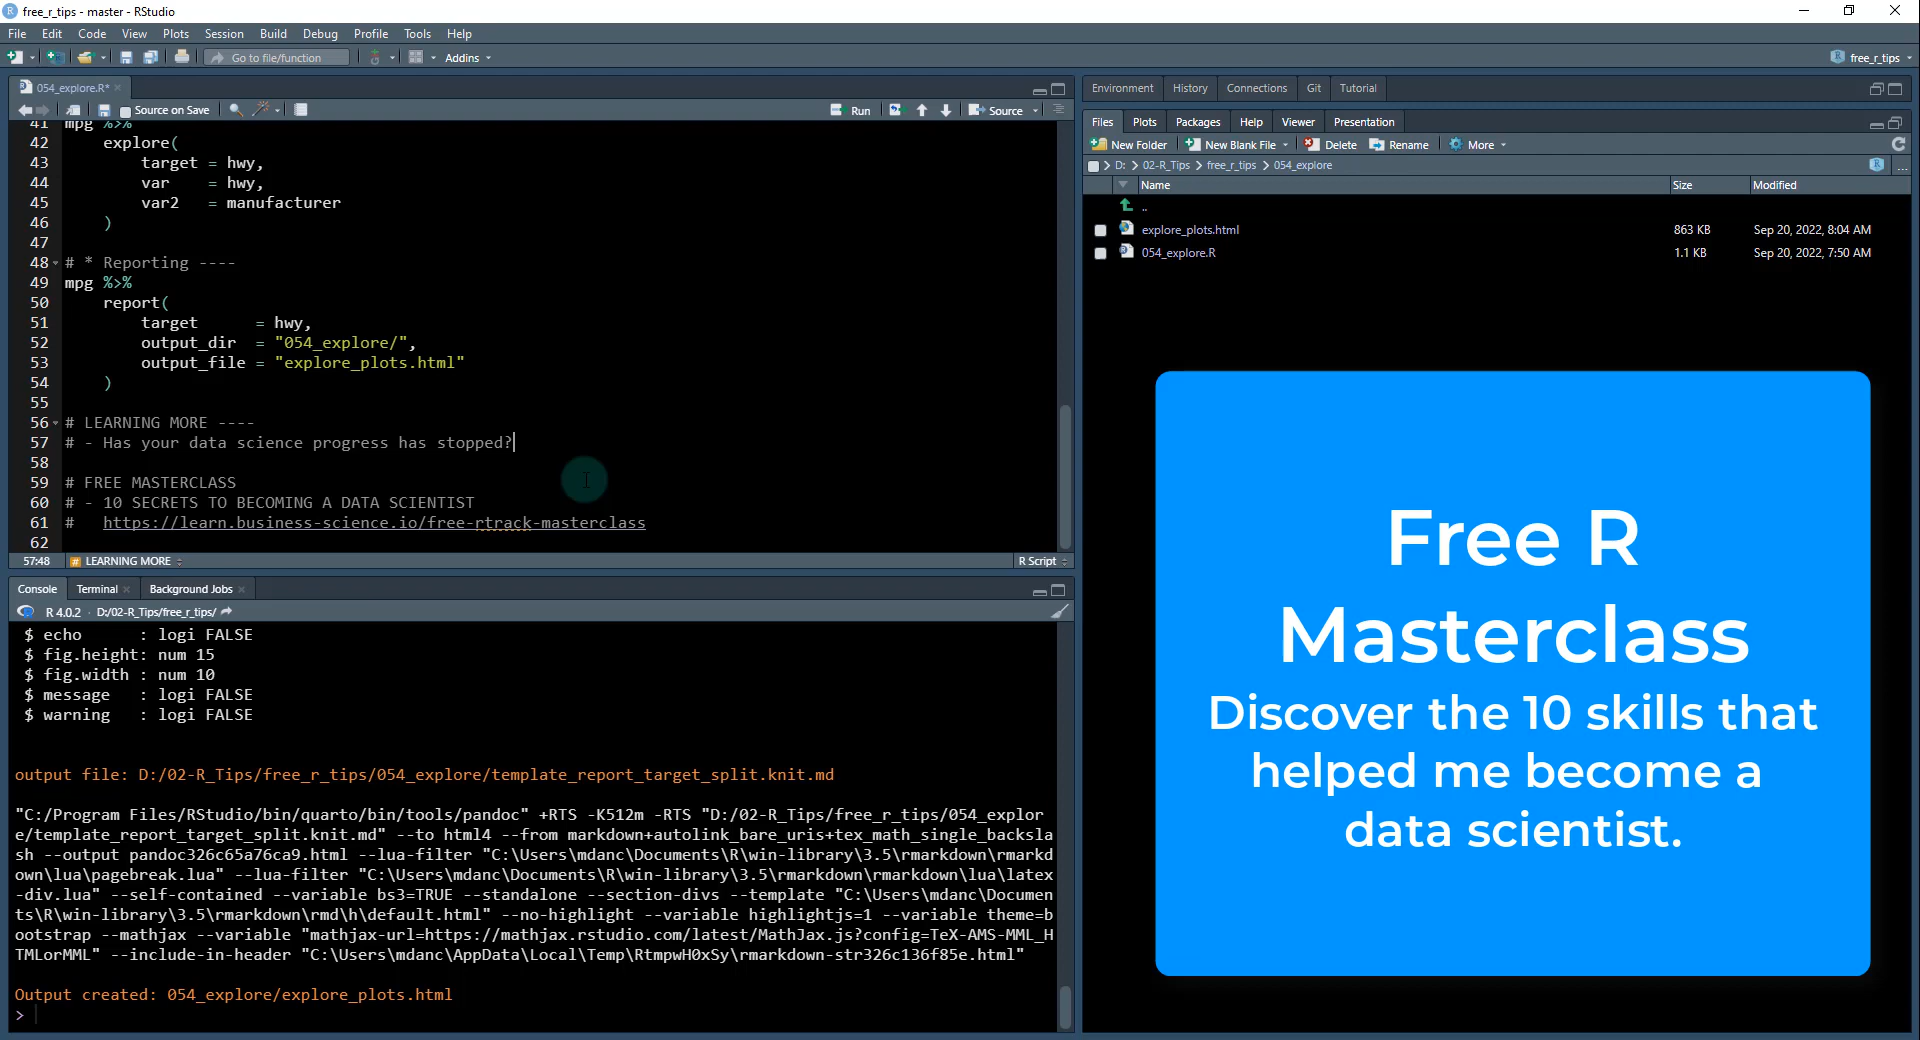 free_r_tips - master - RStudio
File Edit Code View Plots Session Build Debug Profile Tools Help
Go to file/function Addins free_r_tips
054_explore.R*
Source on Save Run Source
41 mpg %>%
42 explore(
43 target = hwy,
44 var = hwy,
45 var2 = manufacturer
46 )
47
48 # * Reporting ----
49 mpg %>%
50 report(
51 target = hwy,
52 output_dir = "054_explore/",
53 output_file = "explore_plots.html"
54 )
55
56 # LEARNING MORE ----
57 # - Has your data science progress has stopped?
58
59 # FREE MASTERCLASS
60 # - 10 SECRETS TO BECOMING A DATA SCIENTIST
61 # https://learn.business-science.io/free-rtrack-masterclass
62
57:48 # LEARNING MORE R Script
Console Terminal Background Jobs
R 4.0.2 · D:/02-R_Tips/free_r_tips/
$ echo : logi FALSE
$ fig.height: num 15
$ fig.width : num 10
$ message : logi FALSE
$ warning : logi FALSE
output file: D:/02-R_Tips/free_r_tips/054_explore/template_report_target_split.knit.md
"C:/Program Files/RStudio/bin/quarto/bin/tools/pandoc" +RTS -K512m -RTS "D:/02-R_Tips/free_r_tips/054_explor
e/template_report_target_split.knit.md" --to html4 --from markdown+autolink_bare_uris+tex_math_single_backsla
sh --output pandoc326c65a76ca9.html --lua-filter "C:\Users\mdanc\Documents\R\win-library\3.5\rmarkdown\rmarkd
own\lua\pagebreak.lua" --lua-filter "C:\Users\mdanc\Documents\R\win-library\3.5\rmarkdown\rmarkdown\lua\latex
-div.lua" --self-contained --variable bs3=TRUE --standalone --section-divs --template "C:\Users\mdanc\Documen
ts\R\win-library\3.5\rmarkdown\rmd\h\default.html" --no-highlight --variable highlightjs=1 --variable theme=b
ootstrap --mathjax --variable "mathjax-url=https://mathjax.rstudio.com/latest/MathJax.js?config=TeX-AMS-MML_H
TMLorMML" --include-in-header "C:\Users\mdanc\AppData\Local\Temp\RtmpwH0xSy\rmarkdown-str326c136f85e.html"
Output created: 054_explore/explore_plots.html
>
Environment History Connections Git Tutorial
Files Plots Packages Help Viewer Presentation
New Folder New Blank File Delete Rename More
D: > 02-R_Tips > free_r_tips > 054_explore ...
Name Size Modified
..
explore_plots.html 863 KB Sep 20, 2022, 8:04 AM
054_explore.R 1.1 KB Sep 20, 2022, 7:50 AM
Free R
Masterclass
Discover the 10 skills that
helped me become a
data scientist.